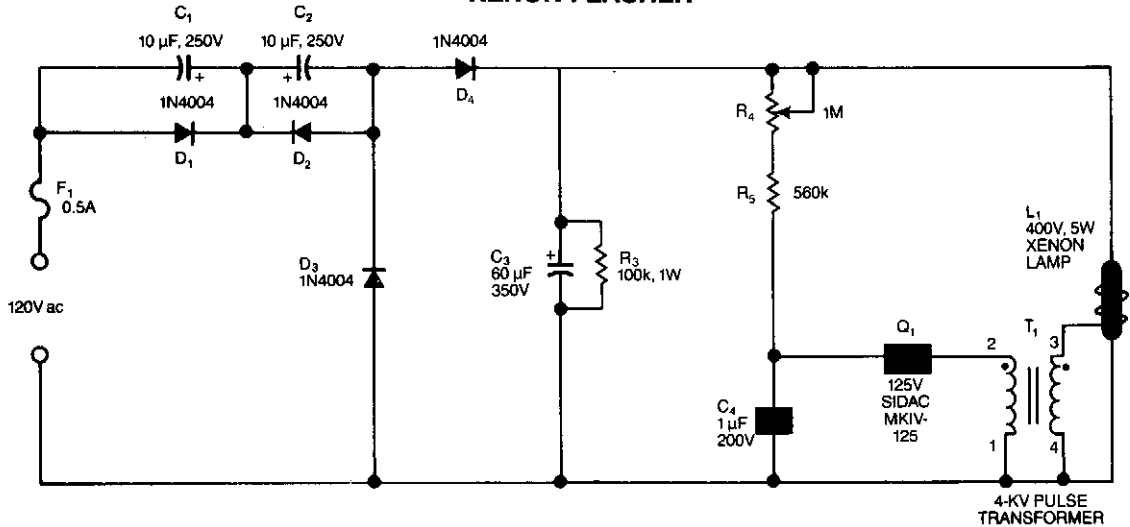 XENON FLASHER
C1
C2
10 µF, 250V
10 µF, 250V
1N4004
+
+
D4
1N4004
1N4004
D1
D2
R4
1M
F1
0.5A
R5
560k
L1
400V, 5W
XENON
LAMP
D3
1N4004
+
C3
60 µF
350V
R3
100k, 1W
120V ac
Q1
T1
2
3
125V
SIDAC
MKIV-
125
C4
1 µF
200V
1
4
4-KV PULSE
TRANSFORMER